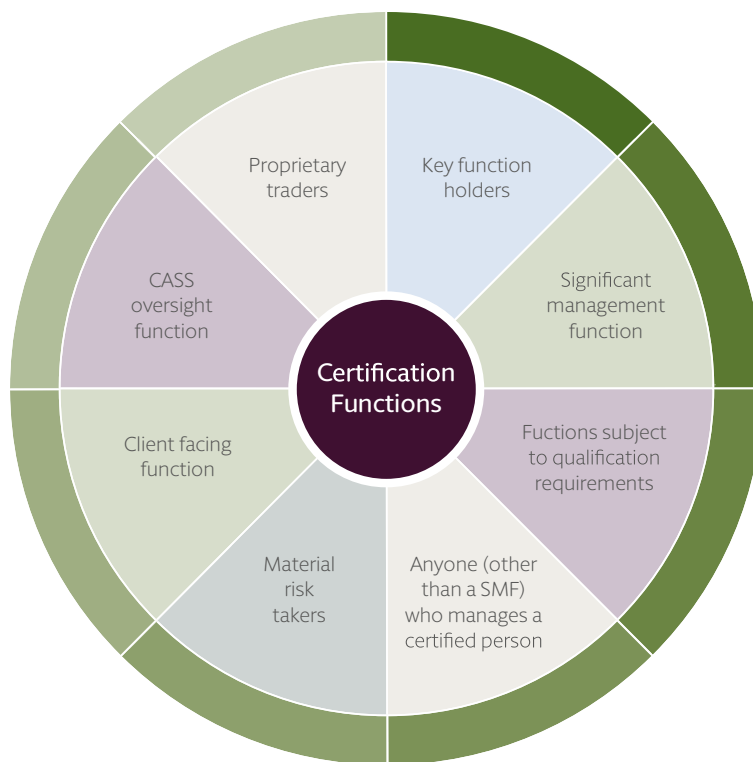 Proprietary
traders
Key function
holders
CASS
oversight
function
Significant
management
function
Certification
Functions
Client facing
function
Fuctions subject
to qualification
requirements
Material
risk
takers
Anyone (other
than a SMF)
who manages a
certified person